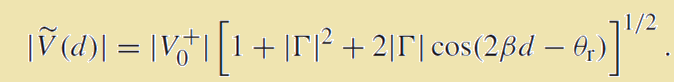 |Ṽ(d)| = |V₀⁺| [1 + |Γ|² + 2|Γ| cos(2βd − θᵣ)]^{1/2} .